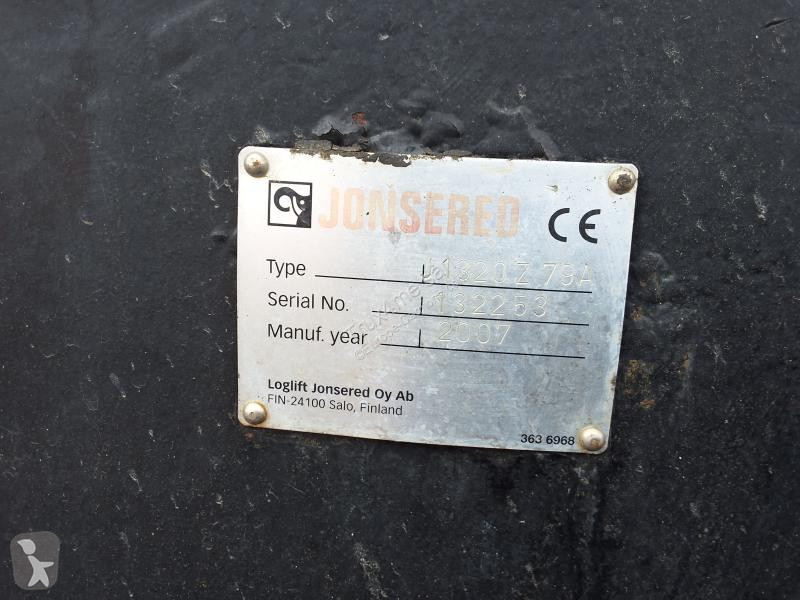 JONSERED CE
Type J1320Z 79A
Serial No. 132253
Manuf. year 2007
Loglift Jonsered Oy Ab
FIN-24100 Salo, Finland
363 6968